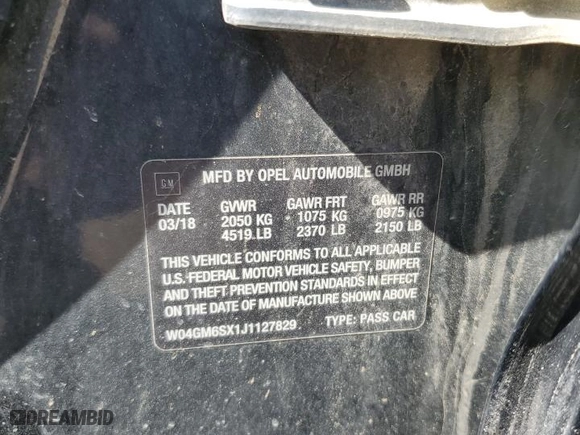 GM
MFD BY OPEL AUTOMOBILE GMBH
DATE GVWR GAWR FRT GAWR RR
03/18 2050 KG 1075 KG 0975 KG
4519 LB 2370 LB 2150 LB
THIS VEHICLE CONFORMS TO ALL APPLICABLE
U.S. FEDERAL MOTOR VEHICLE SAFETY, BUMPER
AND THEFT PREVENTION STANDARDS IN EFFECT
ON THE DATE OF MANUFACTURE SHOWN ABOVE
W04GM6SX1J1127829 TYPE: PASS CAR
DREAMBID